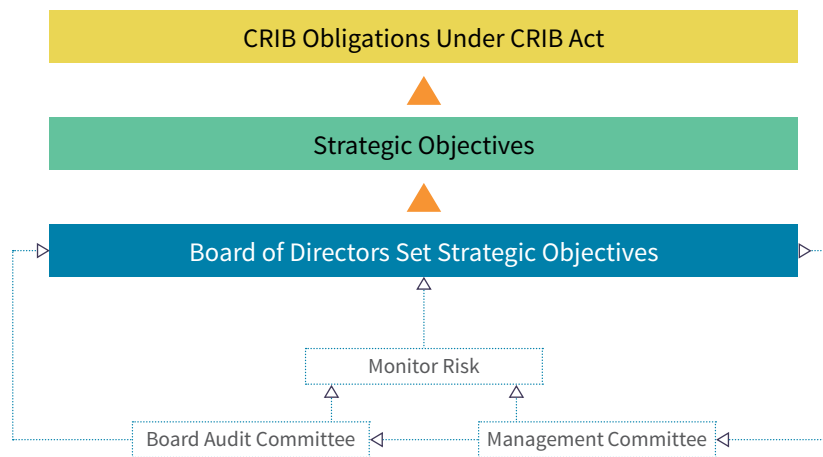 CRIB Obligations Under CRIB Act
Strategic Objectives
Board of Directors Set Strategic Objectives
Monitor Risk
Board Audit Committee
Management Committee